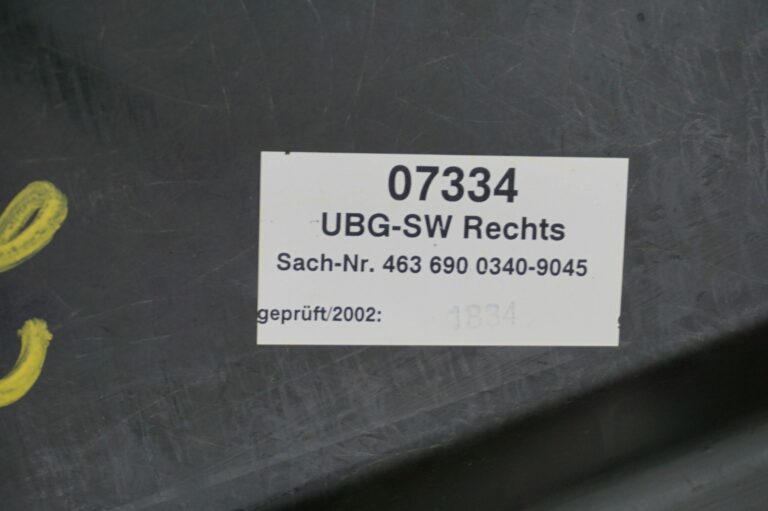 07334
UBG-SW Rechts
Sach-Nr. 463 690 0340-9045
geprüft/2002: 1834